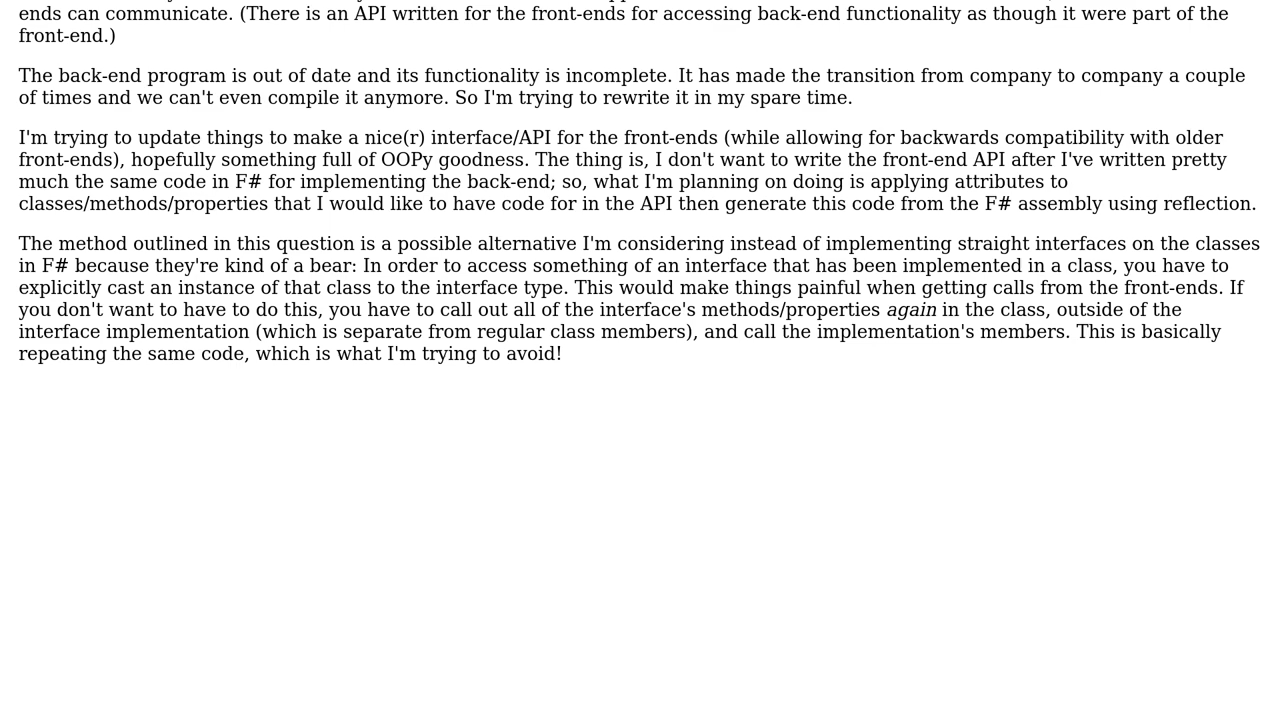 ends can communicate. (There is an API written for the front-ends for accessing back-end functionality as though it were part of the
front-end.)
The back-end program is out of date and its functionality is incomplete. It has made the transition from company to company a couple
of times and we can't even compile it anymore. So I'm trying to rewrite it in my spare time.
I'm trying to update things to make a nice(r) interface/API for the front-ends (while allowing for backwards compatibility with older
front-ends), hopefully something full of OOPy goodness. The thing is, I don't want to write the front-end API after I've written pretty
much the same code in F# for implementing the back-end; so, what I'm planning on doing is applying attributes to
classes/methods/properties that I would like to have code for in the API then generate this code from the F# assembly using reflection.
The method outlined in this question is a possible alternative I'm considering instead of implementing straight interfaces on the classes
in F# because they're kind of a bear: In order to access something of an interface that has been implemented in a class, you have to
explicitly cast an instance of that class to the interface type. This would make things painful when getting calls from the front-ends. If
you don't want to have to do this, you have to call out all of the interface's methods/properties again in the class, outside of the
interface implementation (which is separate from regular class members), and call the implementation's members. This is basically
repeating the same code, which is what I'm trying to avoid!